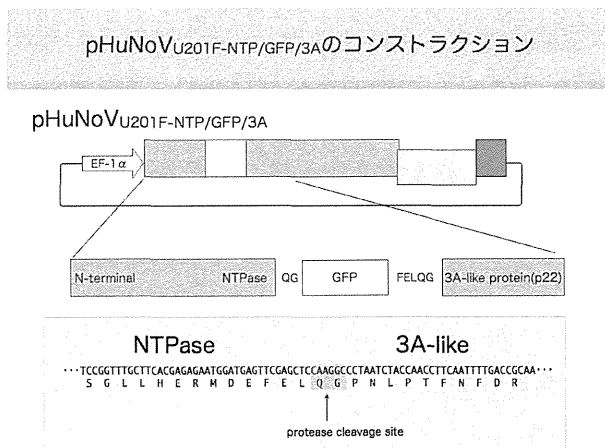 pHuNoVU201F-NTP/GFP/3Aのコンストラクション
pHuNoVU201F-NTP/GFP/3A
EF-1α
N-terminal NTPase QG GFP FELQG 3A-like protein(p22)
NTPase 3A-like
···TCCGGTTTGCTTCACGAGAGAATGGATGAGTTCGAGCTCCAAGGCCCTAATCTACCAACCTTCAATTTTGACCGCAA···
S G L L H E R M D E F E L Q G P N L P T F N F D R
protease cleavage site